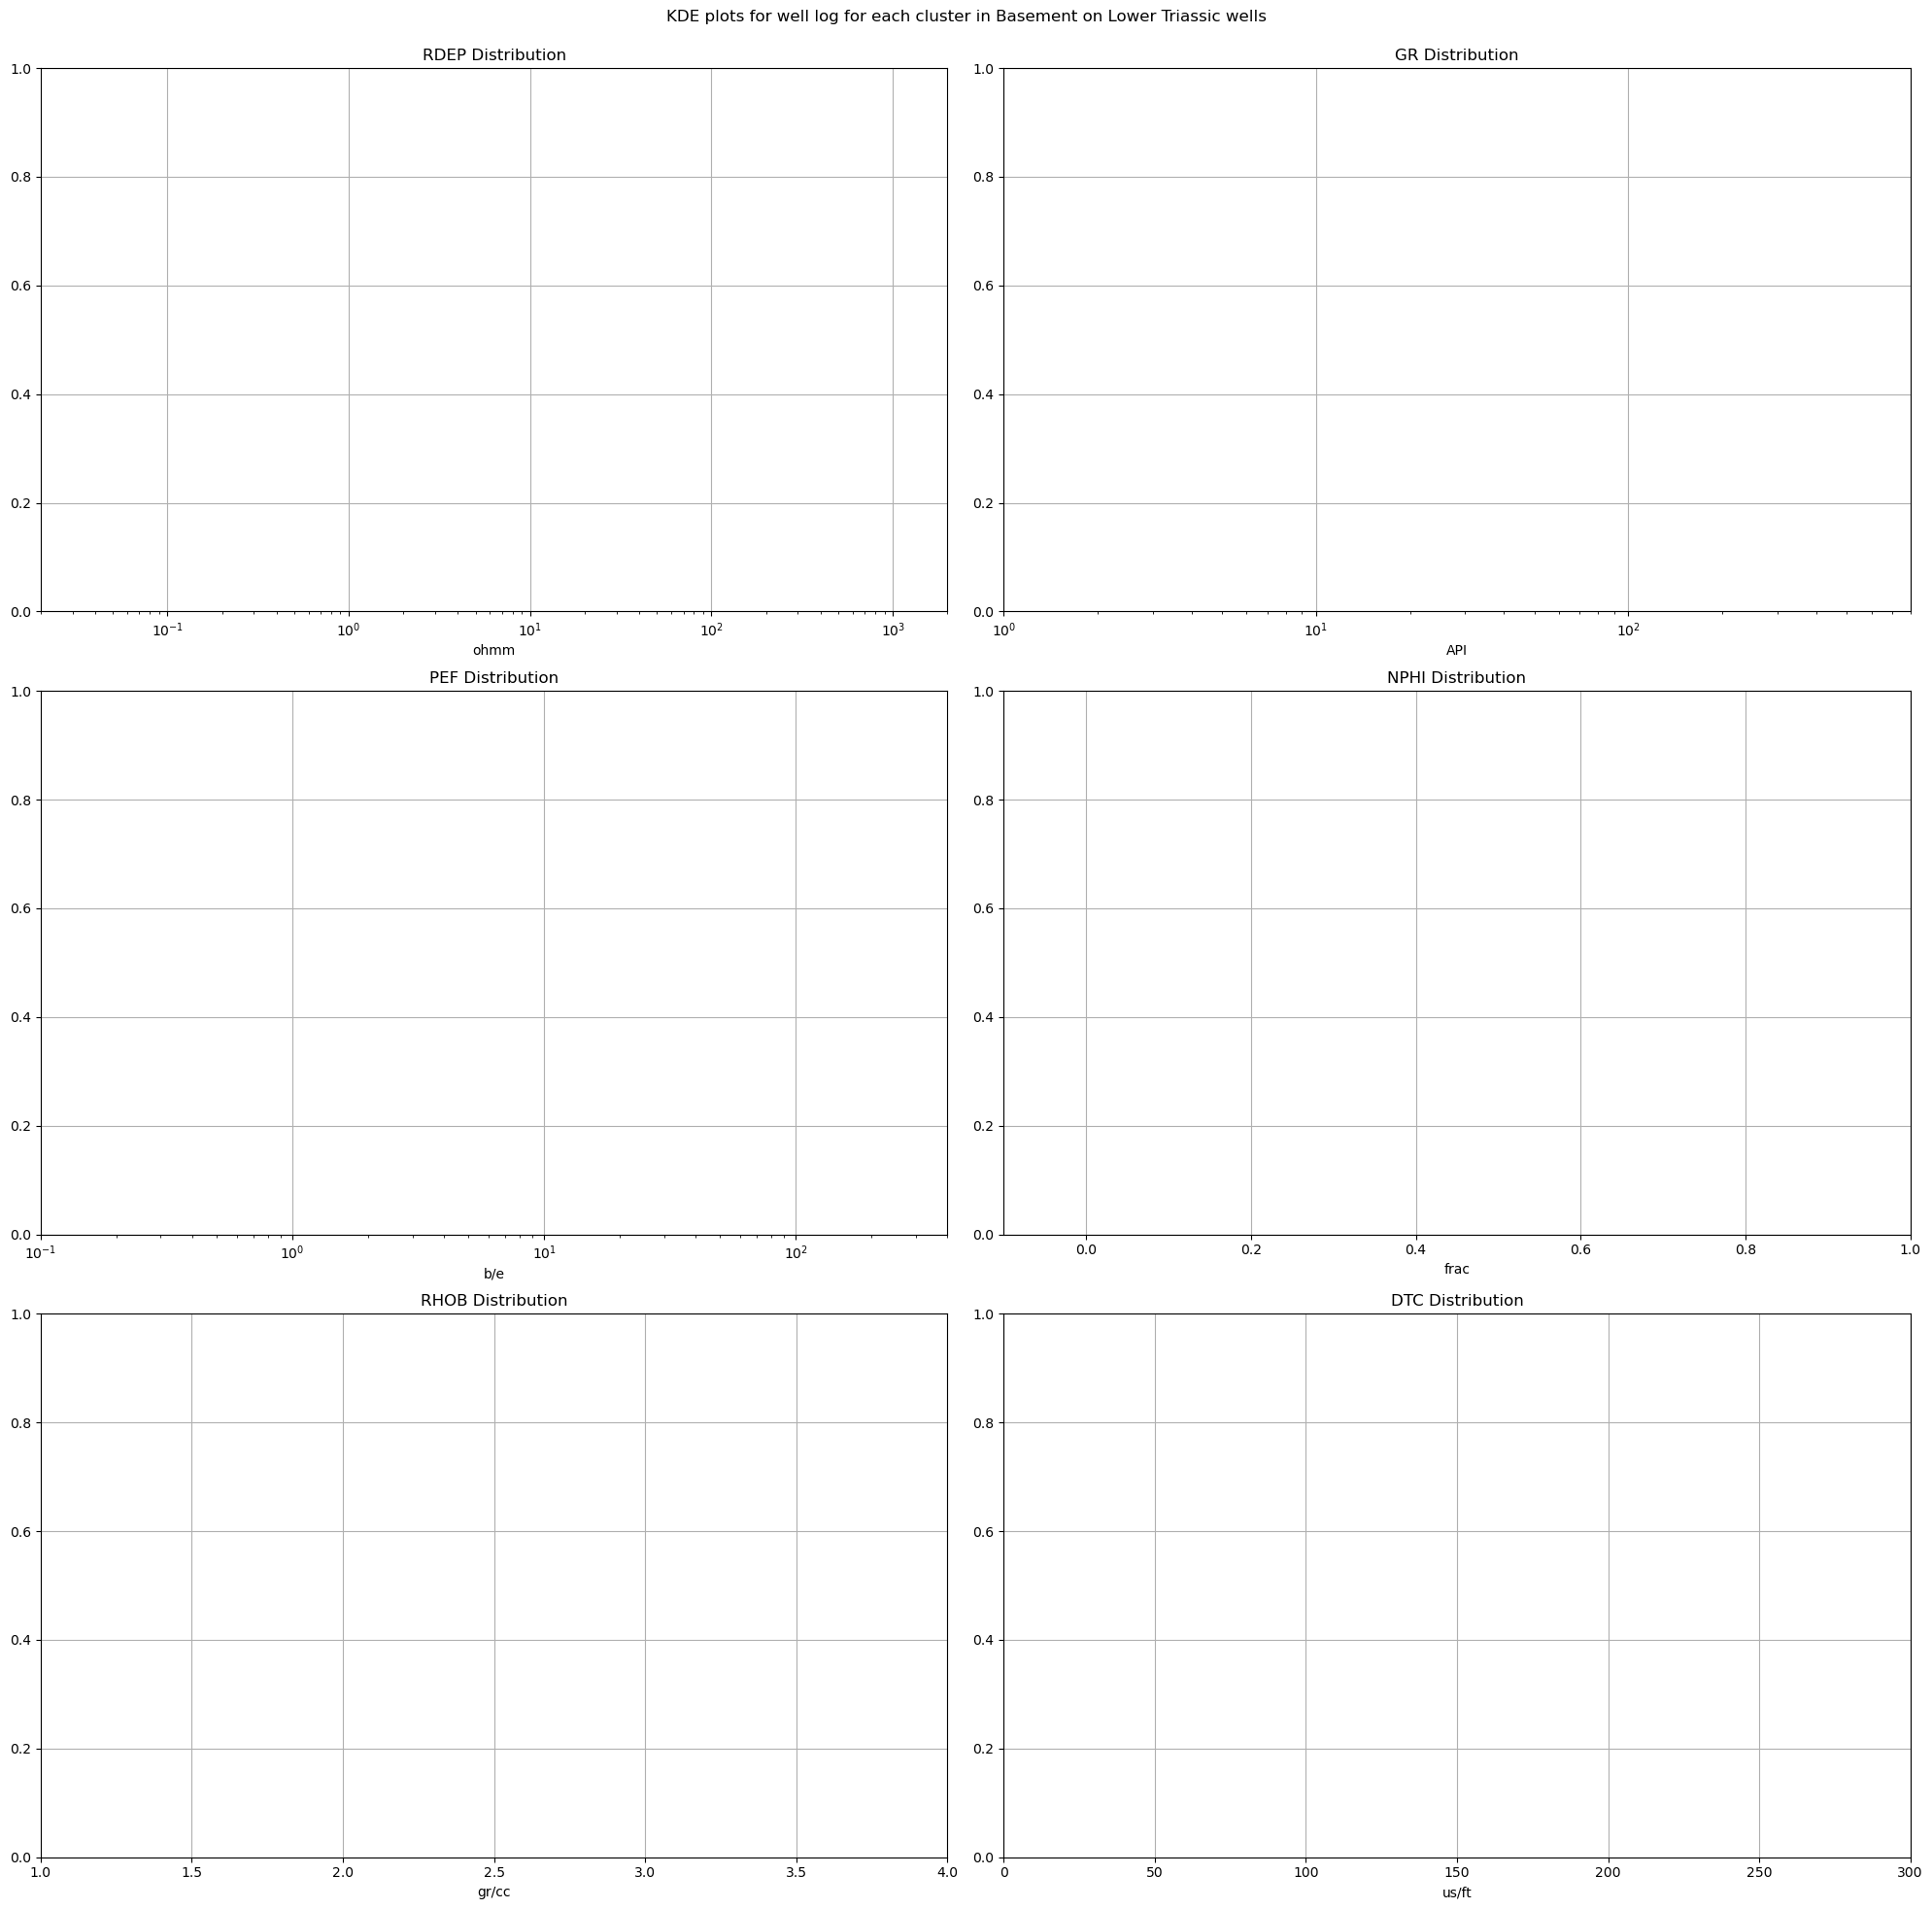 KDE plots for well log for each cluster in Basement on Lower Triassic wells
RDEP Distribution
1.0
0.8
0.6
0.4
0.2
0.0
10⁻¹ 10⁰ 10¹ 10² 10³
ohmm
GR Distribution
1.0
0.8
0.6
0.4
0.2
0.0
10⁰ 10¹ 10²
API
PEF Distribution
1.0
0.8
0.6
0.4
0.2
0.0
10⁻¹ 10⁰ 10¹ 10²
b/e
NPHI Distribution
1.0
0.8
0.6
0.4
0.2
0.0
0.0 0.2 0.4 0.6 0.8 1.0
frac
RHOB Distribution
1.0
0.8
0.6
0.4
0.2
0.0
1.0 1.5 2.0 2.5 3.0 3.5 4.0
gr/cc
DTC Distribution
1.0
0.8
0.6
0.4
0.2
0.0
0 50 100 150 200 250 300
us/ft